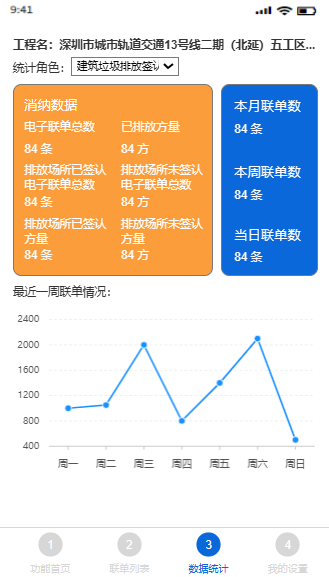 9:41
工程名：深圳市城市轨道交通13号线二期（北延）五工区...
统计角色：建筑垃圾排放签认
消纳数据
电子联单总数 已排放方量
84 条 84 方
排放场所已签认 排放场所未签认
电子联单总数 电子联单总数
84 条 84 方
排放场所已签认 排放场所未签认
方量 方量
84 条 84 方
本月联单数
84 条
本周联单数
84 条
当日联单数
84 条
最近一周联单情况：
2400
2000
1600
1200
800
400
周一 周二 周三 周四 周五 周六 周日
1 2 3 4
功能首页 联单列表 数据统计 我的设置